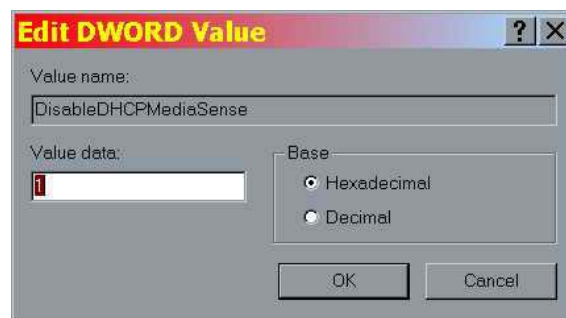 Edit DWORD Value
Value name:
DisableDHCPMediaSense
Value data:
1
Base
Hexadecimal
Decimal
OK
Cancel